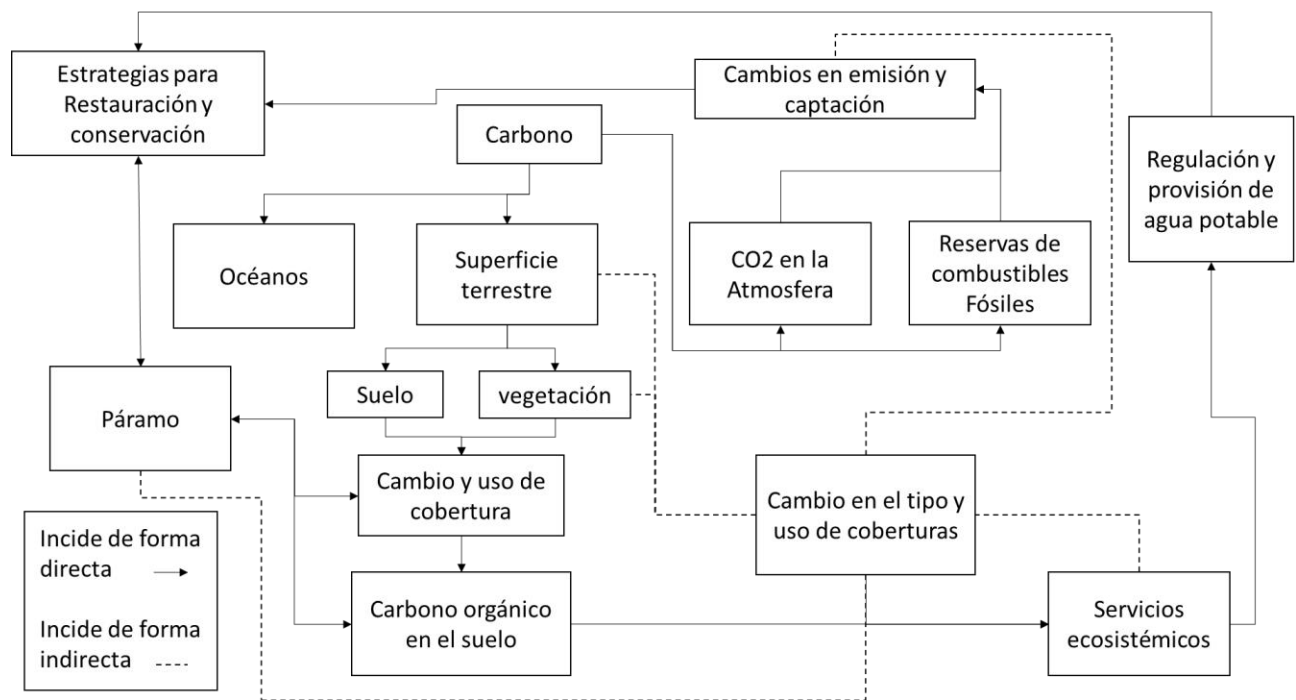 Estrategias para
Restauración y
conservación
Cambios en emisión y
captación
Carbono
Regulación y
provisión de
agua potable
Océanos
Superficie
terrestre
CO2 en la
Atmosfera
Reservas de
combustibles
Fósiles
Suelo
vegetación
Páramo
Cambio y uso de
cobertura
Cambio en el tipo y
uso de coberturas
Incide de forma
directa
Incide de forma
indirecta
Carbono orgánico
en el suelo
Servicios
ecosistémicos